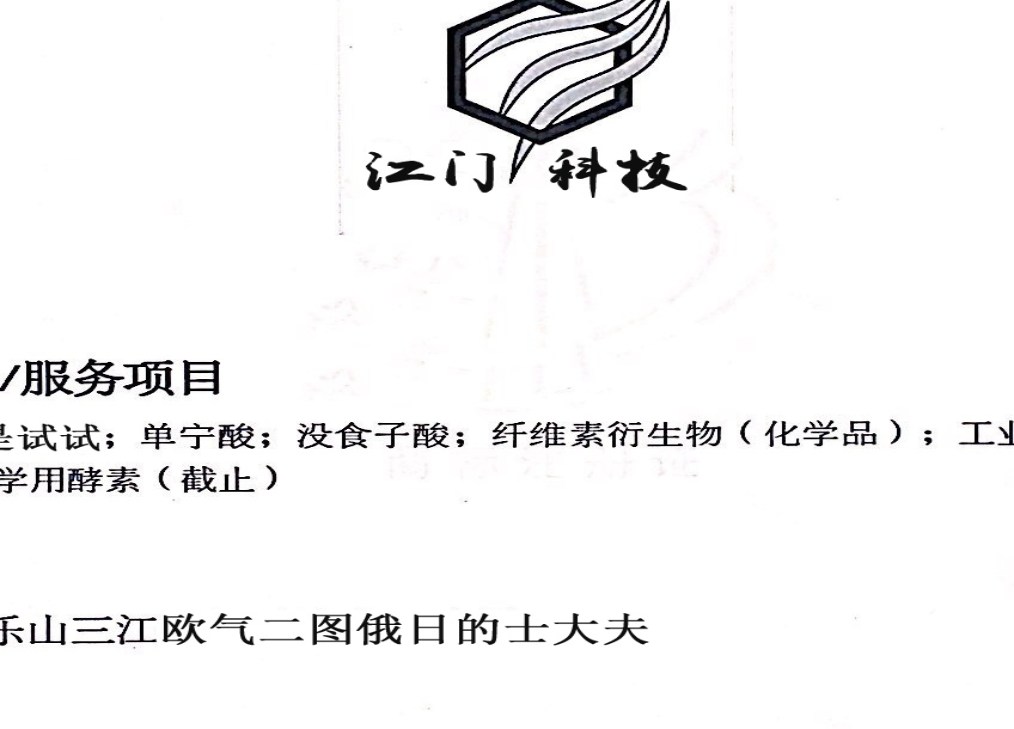 江门科技
/服务项目
是试试；单宁酸；没食子酸；纤维素衍生物（化学品）；工业
学用酵素（截止）
乐山三江欧气二图俄日的士大夫